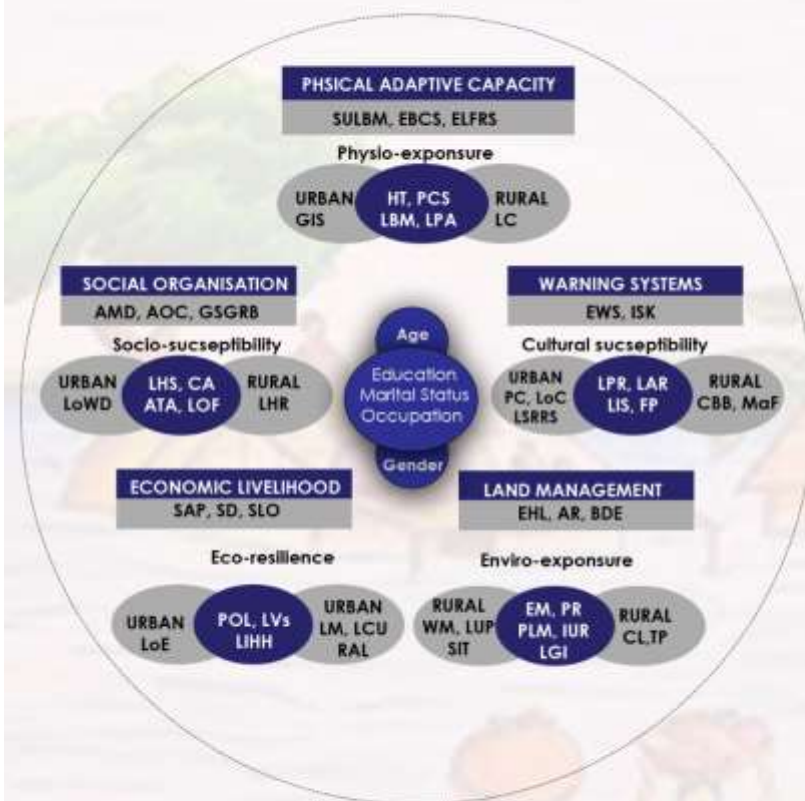 PHSICAL ADAPTIVE CAPACITY
SULBM, EBCS, ELFRS
Physio-exponsure
URBAN
GIS
HT, PCS
LBM, LPA
RURAL
LC
SOCIAL ORGANISATION
AMD, AOC, GSGRB
Socio-sucseptibility
URBAN
LoWD
LHS, CA
ATA, LOF
RURAL
LHR
Age
Education
Marital Status
Occupation
Gender
WARNING SYSTEMS
EWS, ISK
Cultural sucseptibility
URBAN
PC, LoC
LSRRS
LPR, LAR
LIS, FP
RURAL
CBB, MaF
ECONOMIC LIVELIHOOD
SAP, SD, SLO
Eco-resilience
URBAN
LoE
POL, LVs
LIHH
URBAN
LM, LCU
RAL
LAND MANAGEMENT
EHL, AR, BDE
Enviro-exponsure
RURAL
WM, LUP
SIT
EM, PR
PLM, IUR
LGI
RURAL
CL,TP